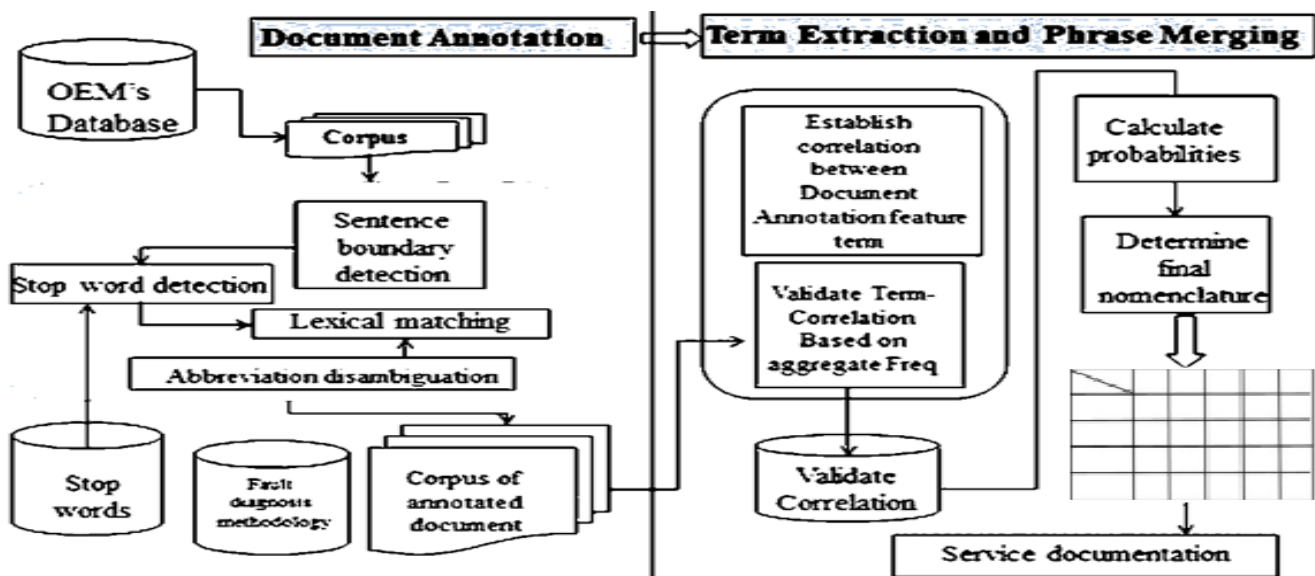 Document Annotation
Term Extraction and Phrase Merging
OEM's
Database
Corpus
Sentence
boundary
detection
Stop word detection
Lexical matching
Abbreviation disambiguation
Stop
words
Fault
diagnosis
methodology
Corpus of
annotated
document
Establish
correlation
between
Document
Annotation feature
term
Validate Term-
Correlation
Based on
aggregate Freq
Validate
Correlation
Calculate
probabilities
Determine
final
nomenclature
Service documentation